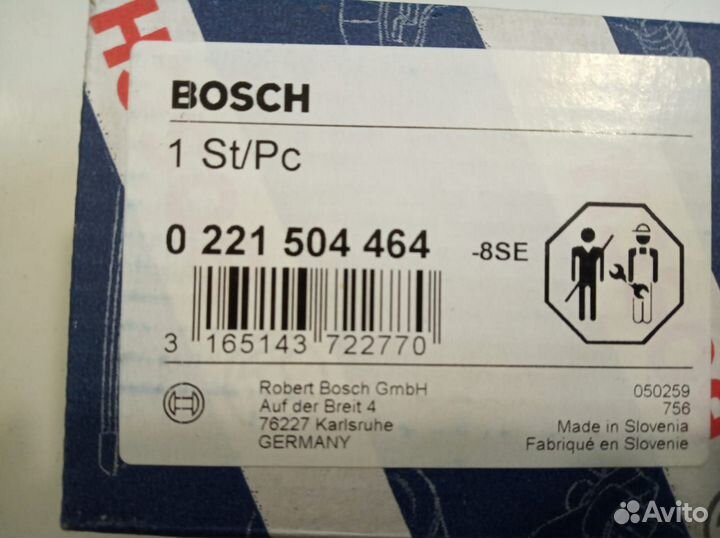 BOSCH
1 St/Pc
0 221 504 464 -8SE
3 165143 722770
Robert Bosch GmbH
Auf der Breit 4
76227 Karlsruhe
GERMANY
050259
756
Made in Slovenia
Fabriqué en Slovenie
Avito